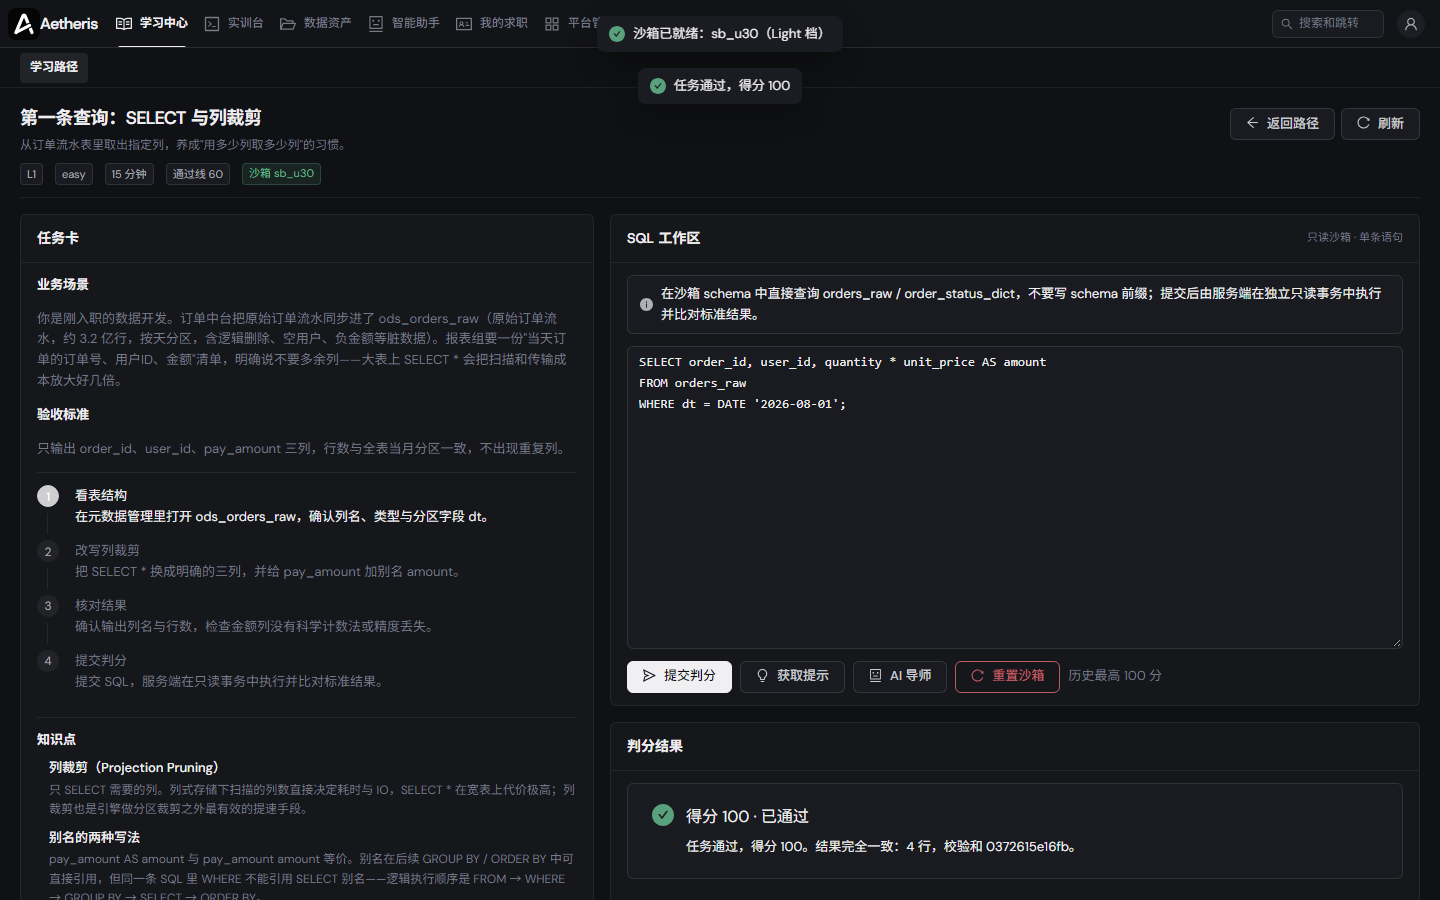 Aetheris
学习中心
实训台
数据资产
智能助手
我的求职
平台管
搜索和跳转
沙箱已就绪：sb_u30（Light 档）
任务通过，得分 100
学习路径
第一条查询：SELECT 与列裁剪
从订单流水表里取出指定列，养成"用多少列取多少列"的习惯。
返回路径
刷新
L1
easy
15 分钟
通过线 60
沙箱 sb_u30
任务卡
业务场景
你是刚入职的数据开发。订单中台把原始订单流水同步进了 ods_orders_raw（原始订单流
水，约 3.2 亿行，按天分区，含逻辑删除、空用户、负金额等脏数据）。报表组要一份"当天订
单的订单号、用户ID、金额"清单，明确说不要多余列——大表上 SELECT * 会把扫描和传输成
本放大好几倍。
验收标准
只输出 order_id、user_id、pay_amount 三列，行数与全表当月分区一致，不出现重复列。
1
看表结构
在元数据管理里打开 ods_orders_raw，确认列名、类型与分区字段 dt。
2
改写列裁剪
把 SELECT * 换成明确的三列，并给 pay_amount 加别名 amount。
3
核对结果
确认输出列名与行数，检查金额列没有科学计数法或精度丢失。
4
提交判分
提交 SQL，服务端在只读事务中执行并比对标准结果。
知识点
列裁剪（Projection Pruning）
只 SELECT 需要的列。列式存储下扫描的列数直接决定耗时与 IO，SELECT * 在宽表上代价极高；列
裁剪也是引擎做分区裁剪之外最有效的提速手段。
别名的两种写法
pay_amount AS amount 与 pay_amount amount 等价。别名在后续 GROUP BY / ORDER BY 中可
直接引用，但同一条 SQL 里 WHERE 不能引用 SELECT 别名——逻辑执行顺序是 FROM → WHERE
→ GROUP BY → SELECT → ORDER BY。
SQL 工作区
只读沙箱 · 单条语句
在沙箱 schema 中直接查询 orders_raw / order_status_dict，不要写 schema 前缀；提交后由服务端在独立只读事务中执行
并比对标准结果。
SELECT order_id, user_id, quantity * unit_price AS amount
FROM orders_raw
WHERE dt = DATE '2026-08-01';
提交判分
获取提示
AI 导师
重置沙箱
历史最高 100 分
判分结果
得分 100 · 已通过
任务通过，得分 100。结果完全一致：4 行，校验和 0372615e16fb。